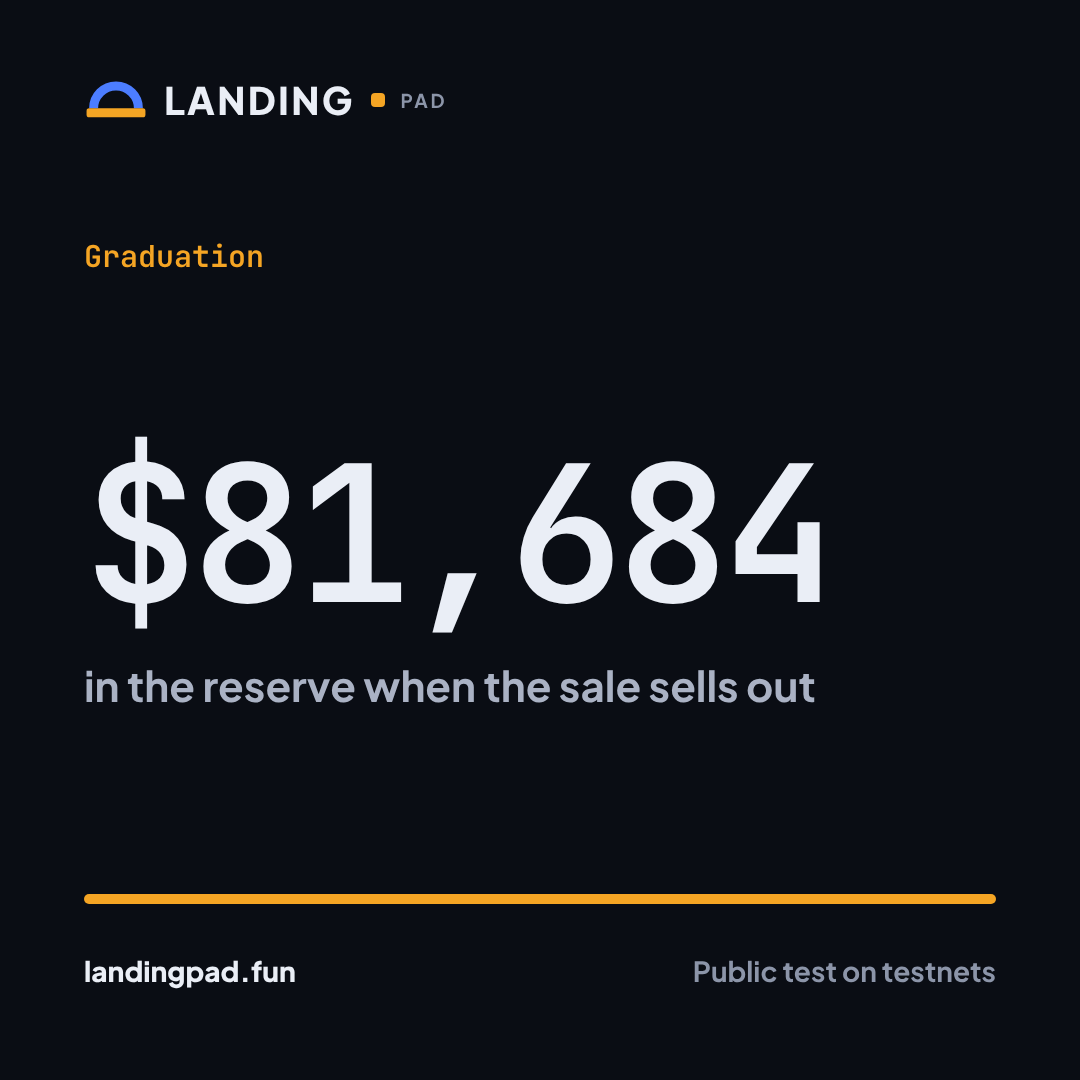 LANDING PAD
Graduation
$81,684
in the reserve when the sale sells out
landingpad.fun
Public test on testnets